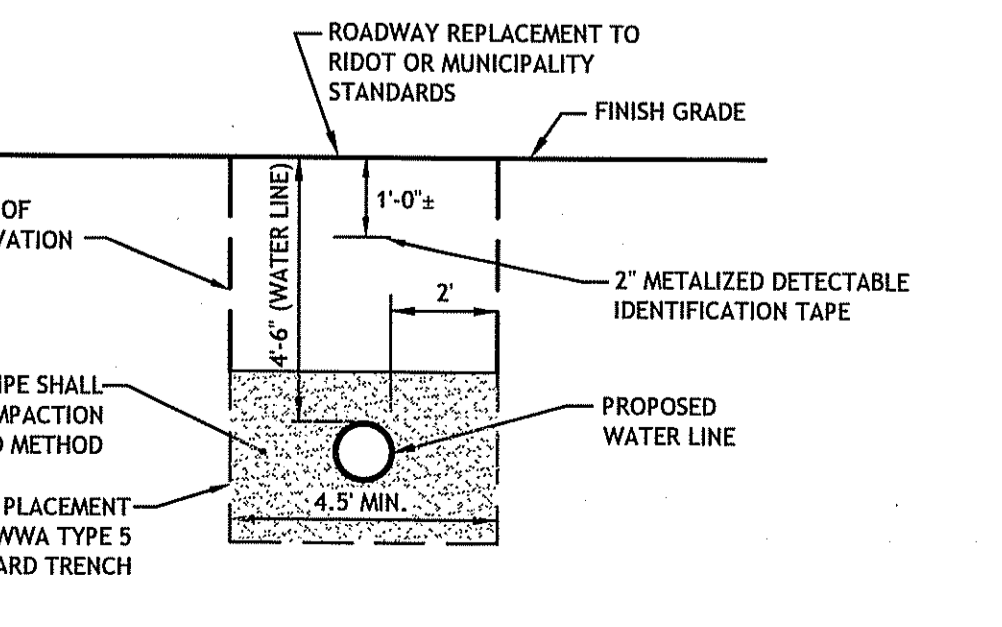 ROADWAY REPLACEMENT TO
RIDOT OR MUNICIPALITY
STANDARDS
FINISH GRADE
4'-6" (WATER LINE)
1'-0"±
OF
VATION
2" METALIZED DETECTABLE
IDENTIFICATION TAPE
2'
IPE SHALL
MPACTION
D METHOD
PROPOSED
WATER LINE
4.5' MIN.
PLACEMENT
WWA TYPE 5
ARD TRENCH